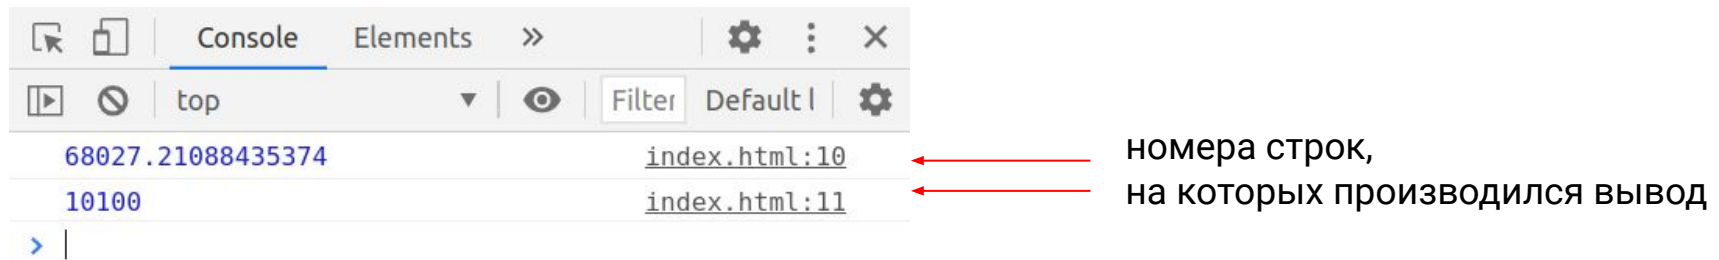 Console Elements »
top Filter Default l
68027.21088435374 index.html:10
10100 index.html:11
>
номера строк,
на которых производился вывод